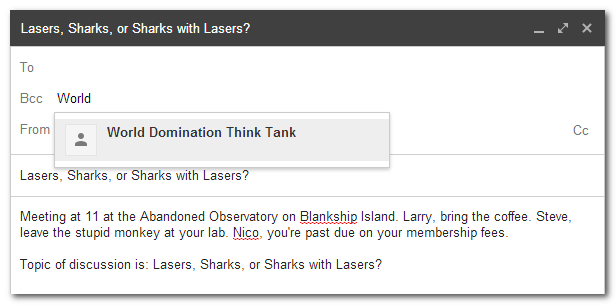 Lasers, Sharks, or Sharks with Lasers?
To
Bcc World
World Domination Think Tank
From Cc
Lasers, Sharks, or Sharks with Lasers?
Meeting at 11 at the Abandoned Observatory on Blankship Island. Larry, bring the coffee. Steve,
leave the stupid monkey at your lab. Nico, you're past due on your membership fees.
Topic of discussion is: Lasers, Sharks, or Sharks with Lasers?